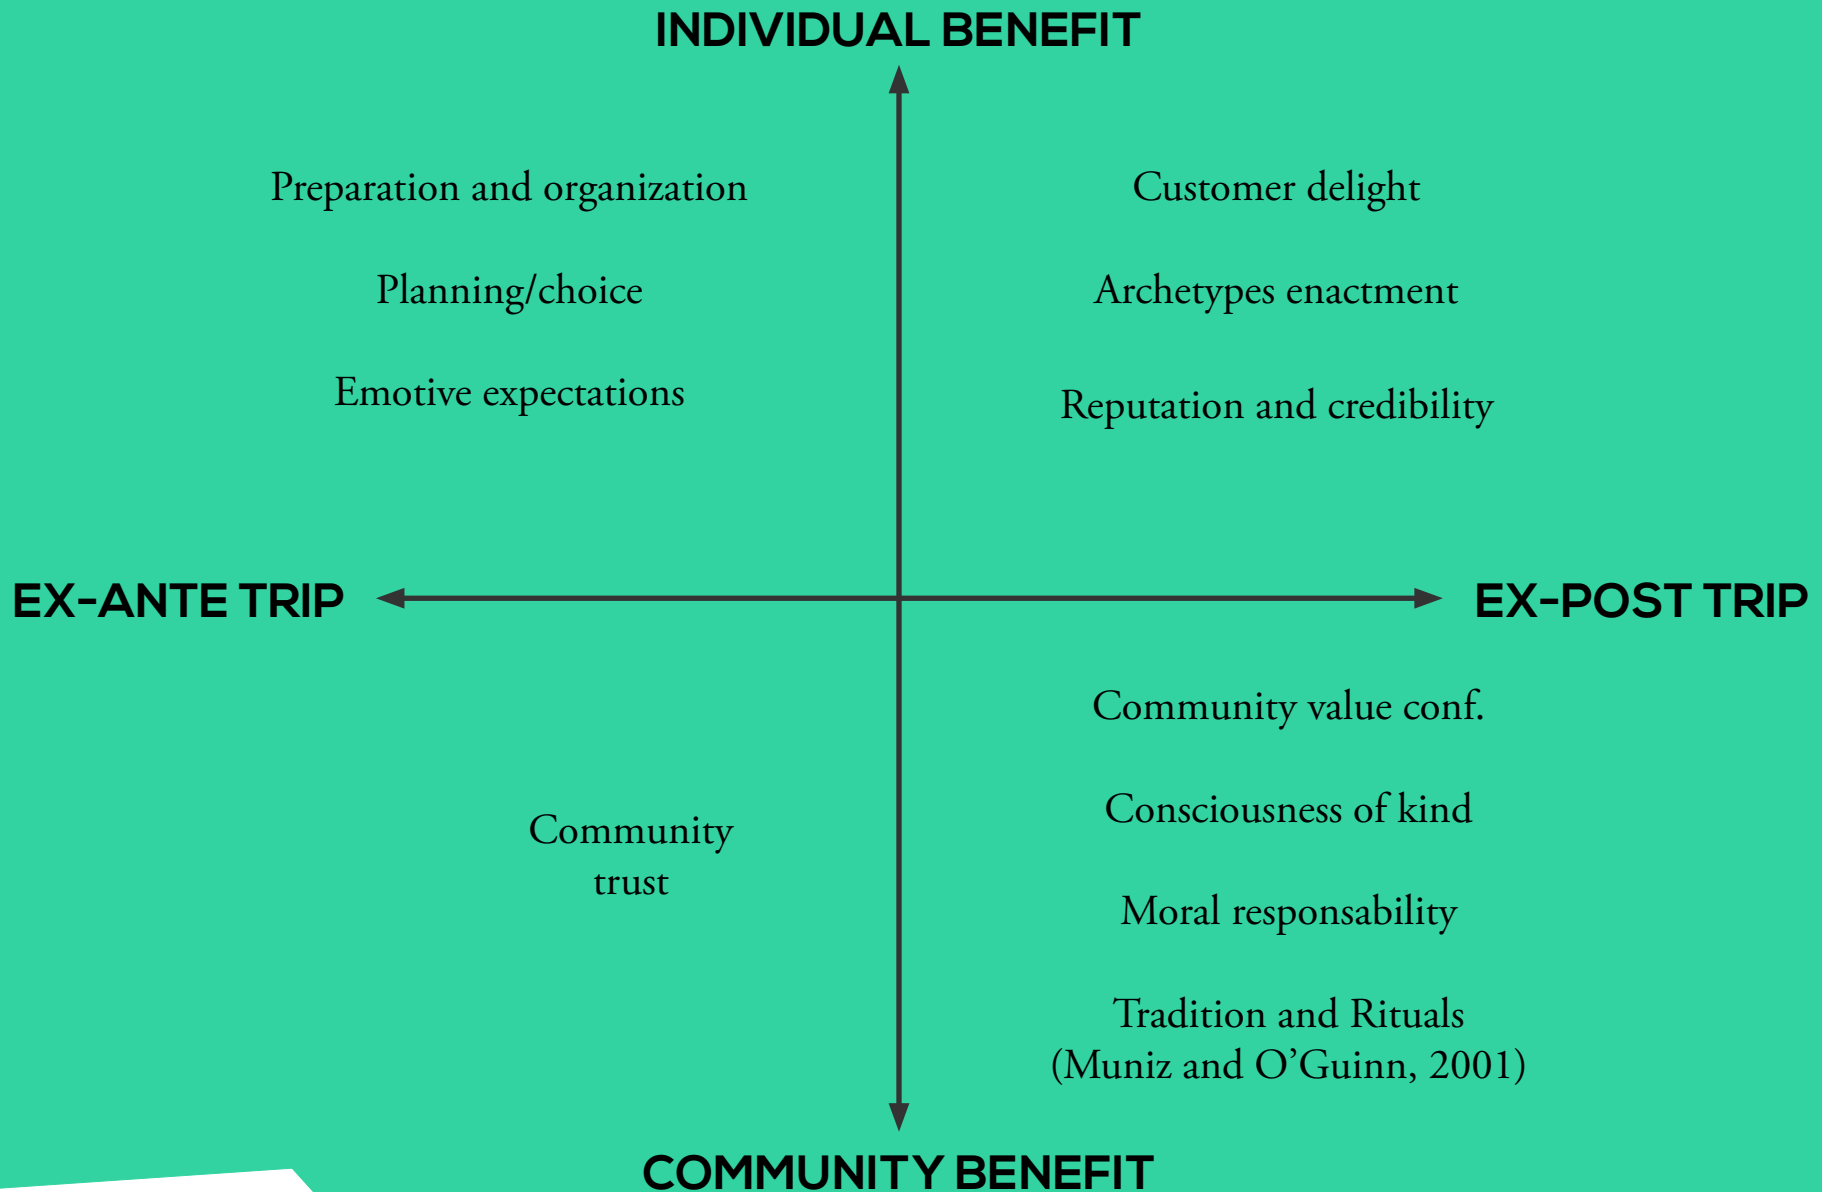 INDIVIDUAL BENEFIT
Preparation and organization
Planning/choice
Emotive expectations
Customer delight
Archetypes enactment
Reputation and credibility
EX-ANTE TRIP
EX-POST TRIP
Community
trust
Community value conf.
Consciousness of kind
Moral responsability
Tradition and Rituals
(Muniz and O’Guinn, 2001)
COMMUNITY BENEFIT